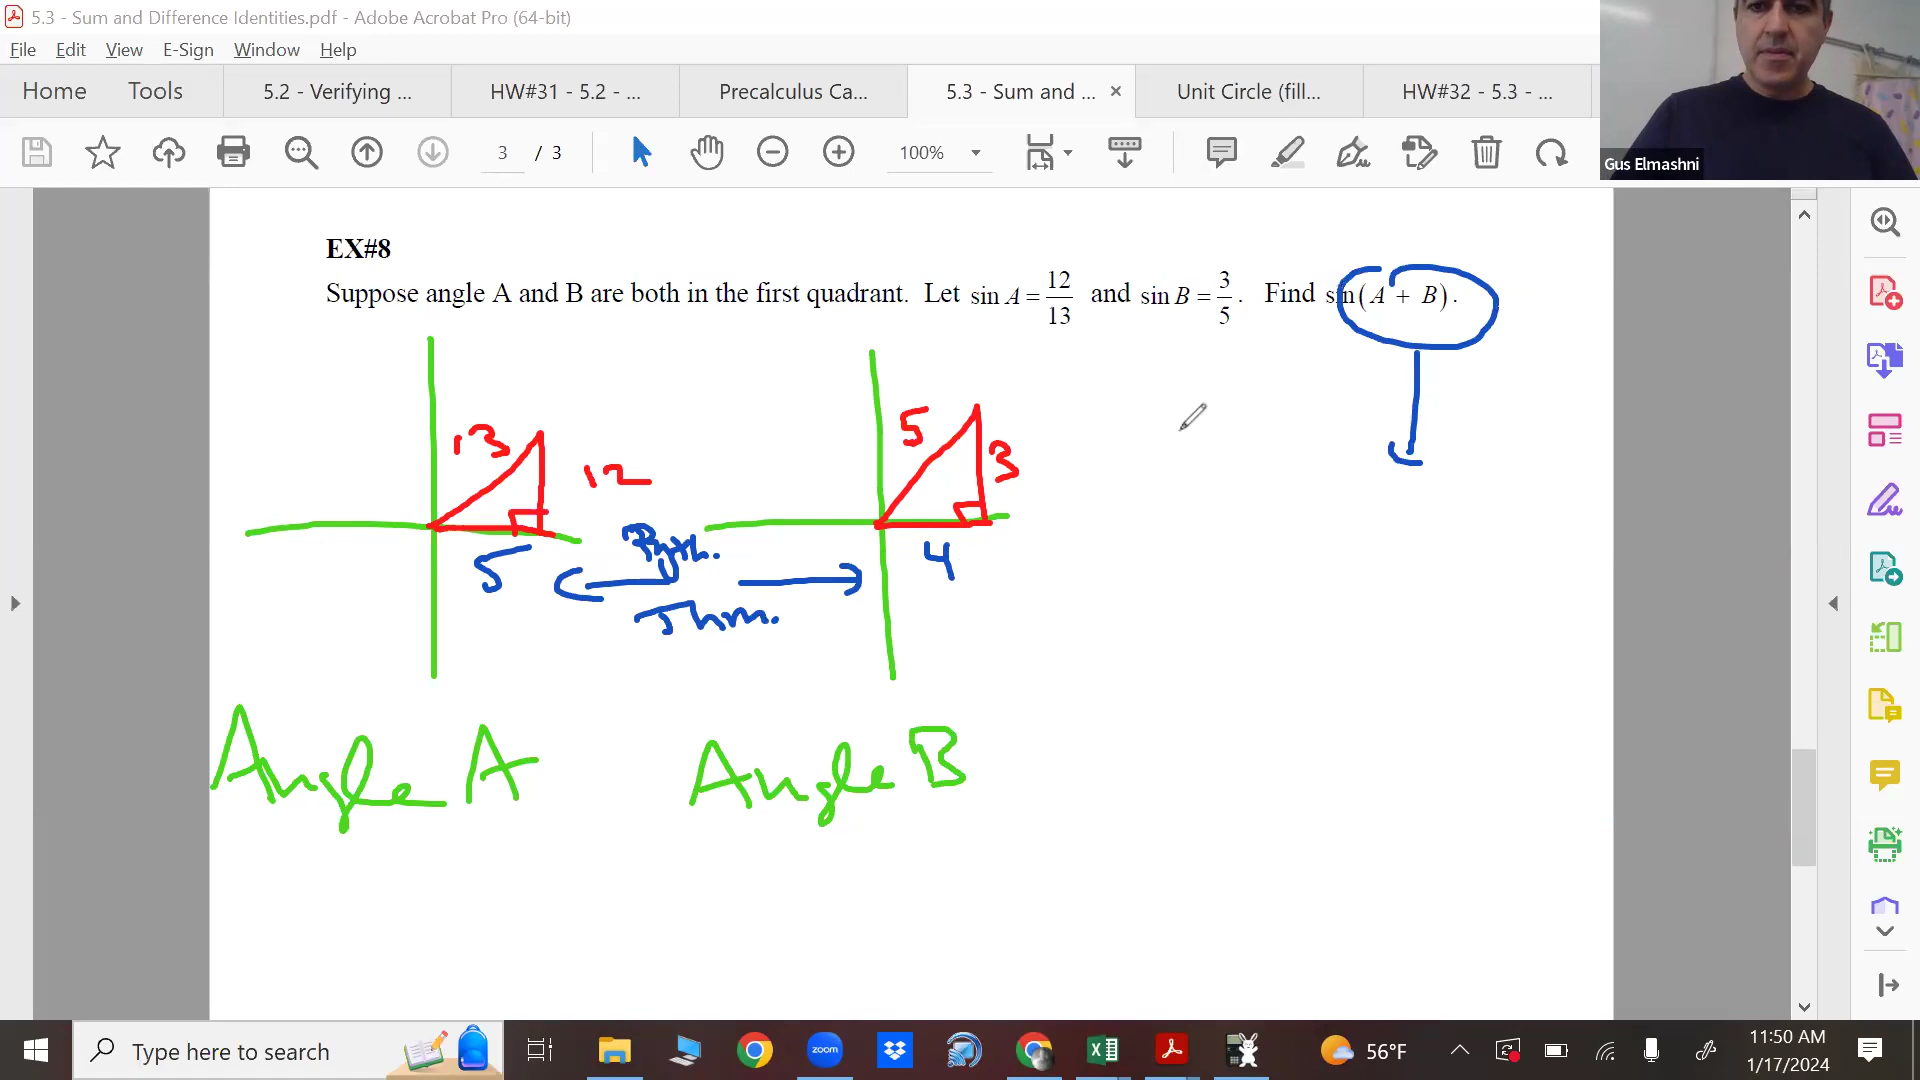 5.3 - Sum and Difference Identities.pdf - Adobe Acrobat Pro (64-bit)
File Edit View E-Sign Window Help
Home Tools 5.2 - Verifying ... HW#31 - 5.2 - ... Precalculus Ca... 5.3 - Sum and ... × Unit Circle (fill... HW#32 - 5.3 - ...
3 / 3 100%
Gus Elmashni
EX#8
Suppose angle A and B are both in the first quadrant. Let sin A = 12/13 and sin B = 3/5. Find sin(A + B).
13 12 5 3
5 Pyth. 4
Thm.
Angle A Angle B
Type here to search
zoom
56°F
11:50 AM
1/17/2024